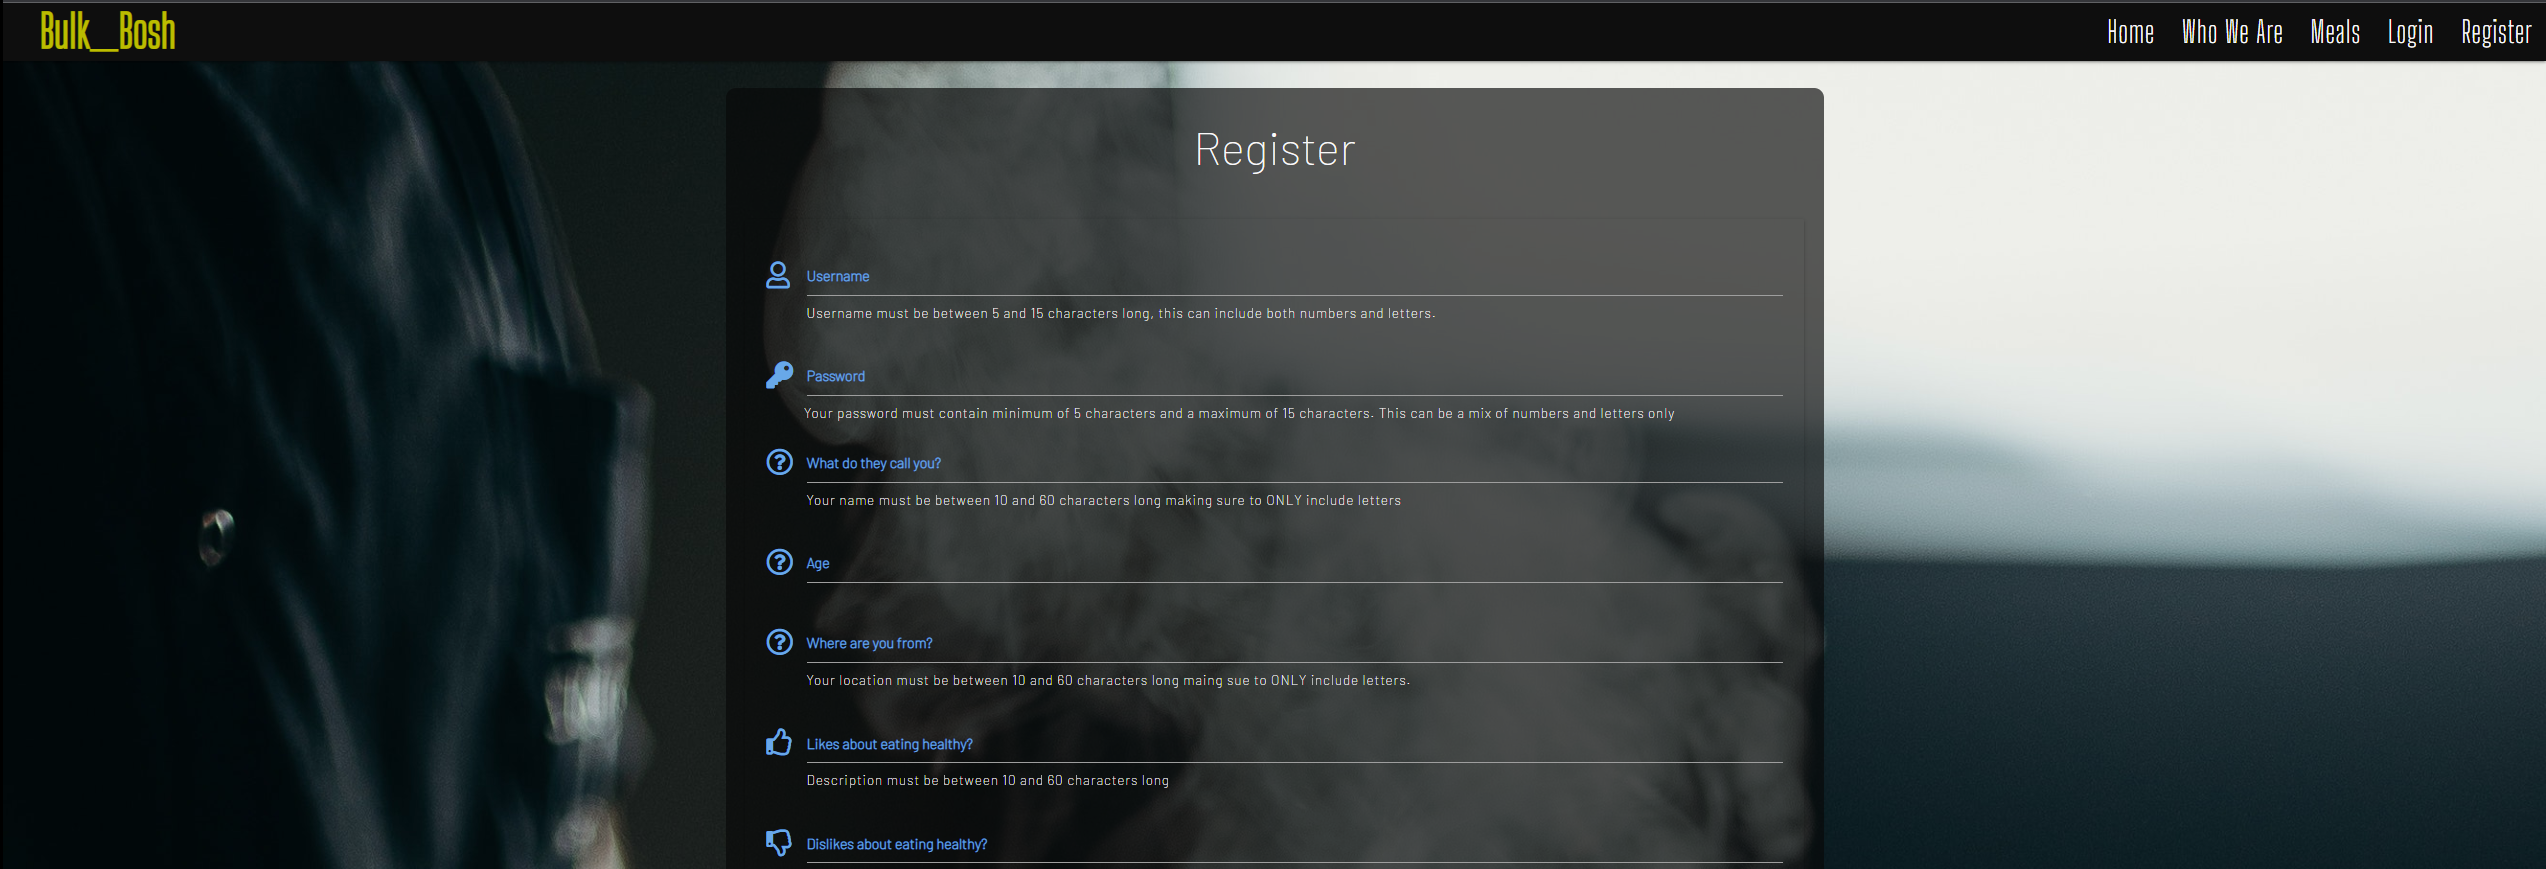 Bulk__Bosh
Home Who We Are Meals Login Register
Register
Username
Username must be between 5 and 15 characters long, this can include both numbers and letters.
Password
Your password must contain minimum of 5 characters and a maximum of 15 characters. This can be a mix of numbers and letters only
What do they call you?
Your name must be between 10 and 60 characters long making sure to ONLY include letters
Age
Where are you from?
Your location must be between 10 and 60 characters long maing sue to ONLY include letters.
Likes about eating healthy?
Description must be between 10 and 60 characters long
Dislikes about eating healthy?